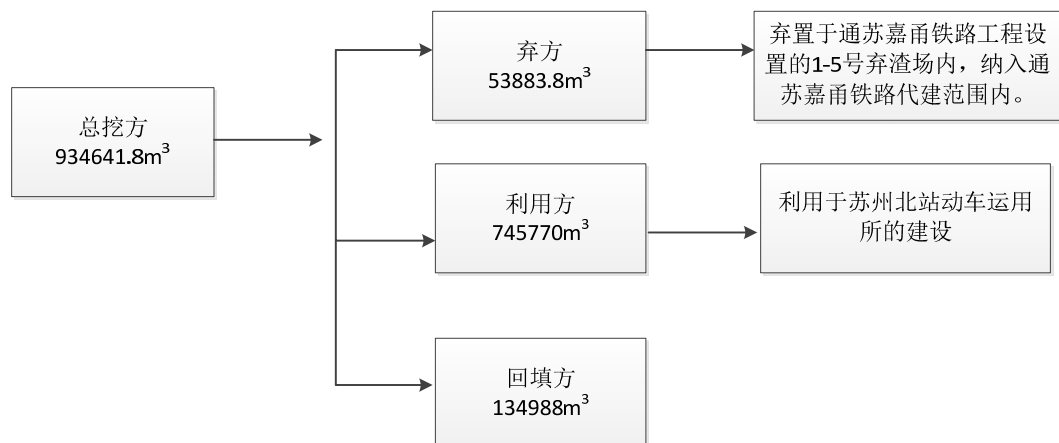 总挖方
934641.8m³
弃方
53883.8m³
弃置于通苏嘉甬铁路工程设
置的1-5号弃渣场内，纳入通
苏嘉甬铁路代建范围内。
利用方
745770m³
利用于苏州北站动车运用
所的建设
回填方
134988m³